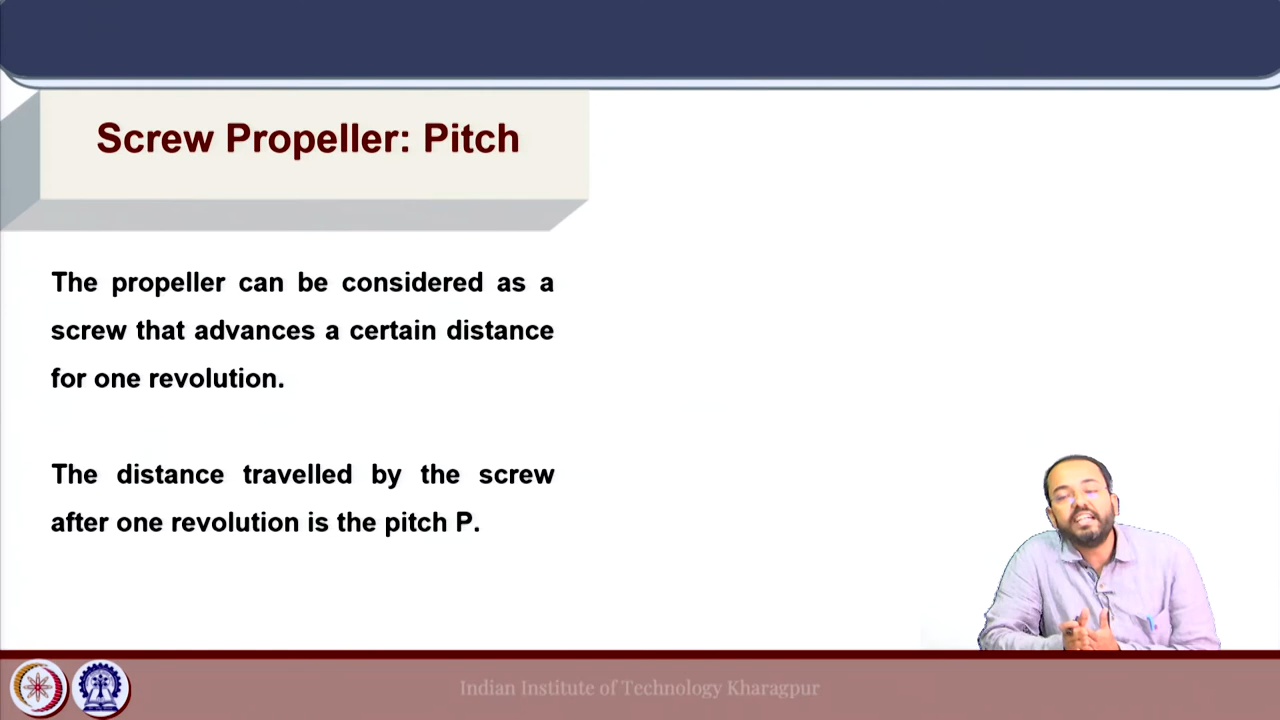 Screw Propeller: Pitch
The propeller can be considered as a
screw that advances a certain distance
for one revolution.
The distance travelled by the screw
after one revolution is the pitch P.
Indian Institute of Technology Kharagpur